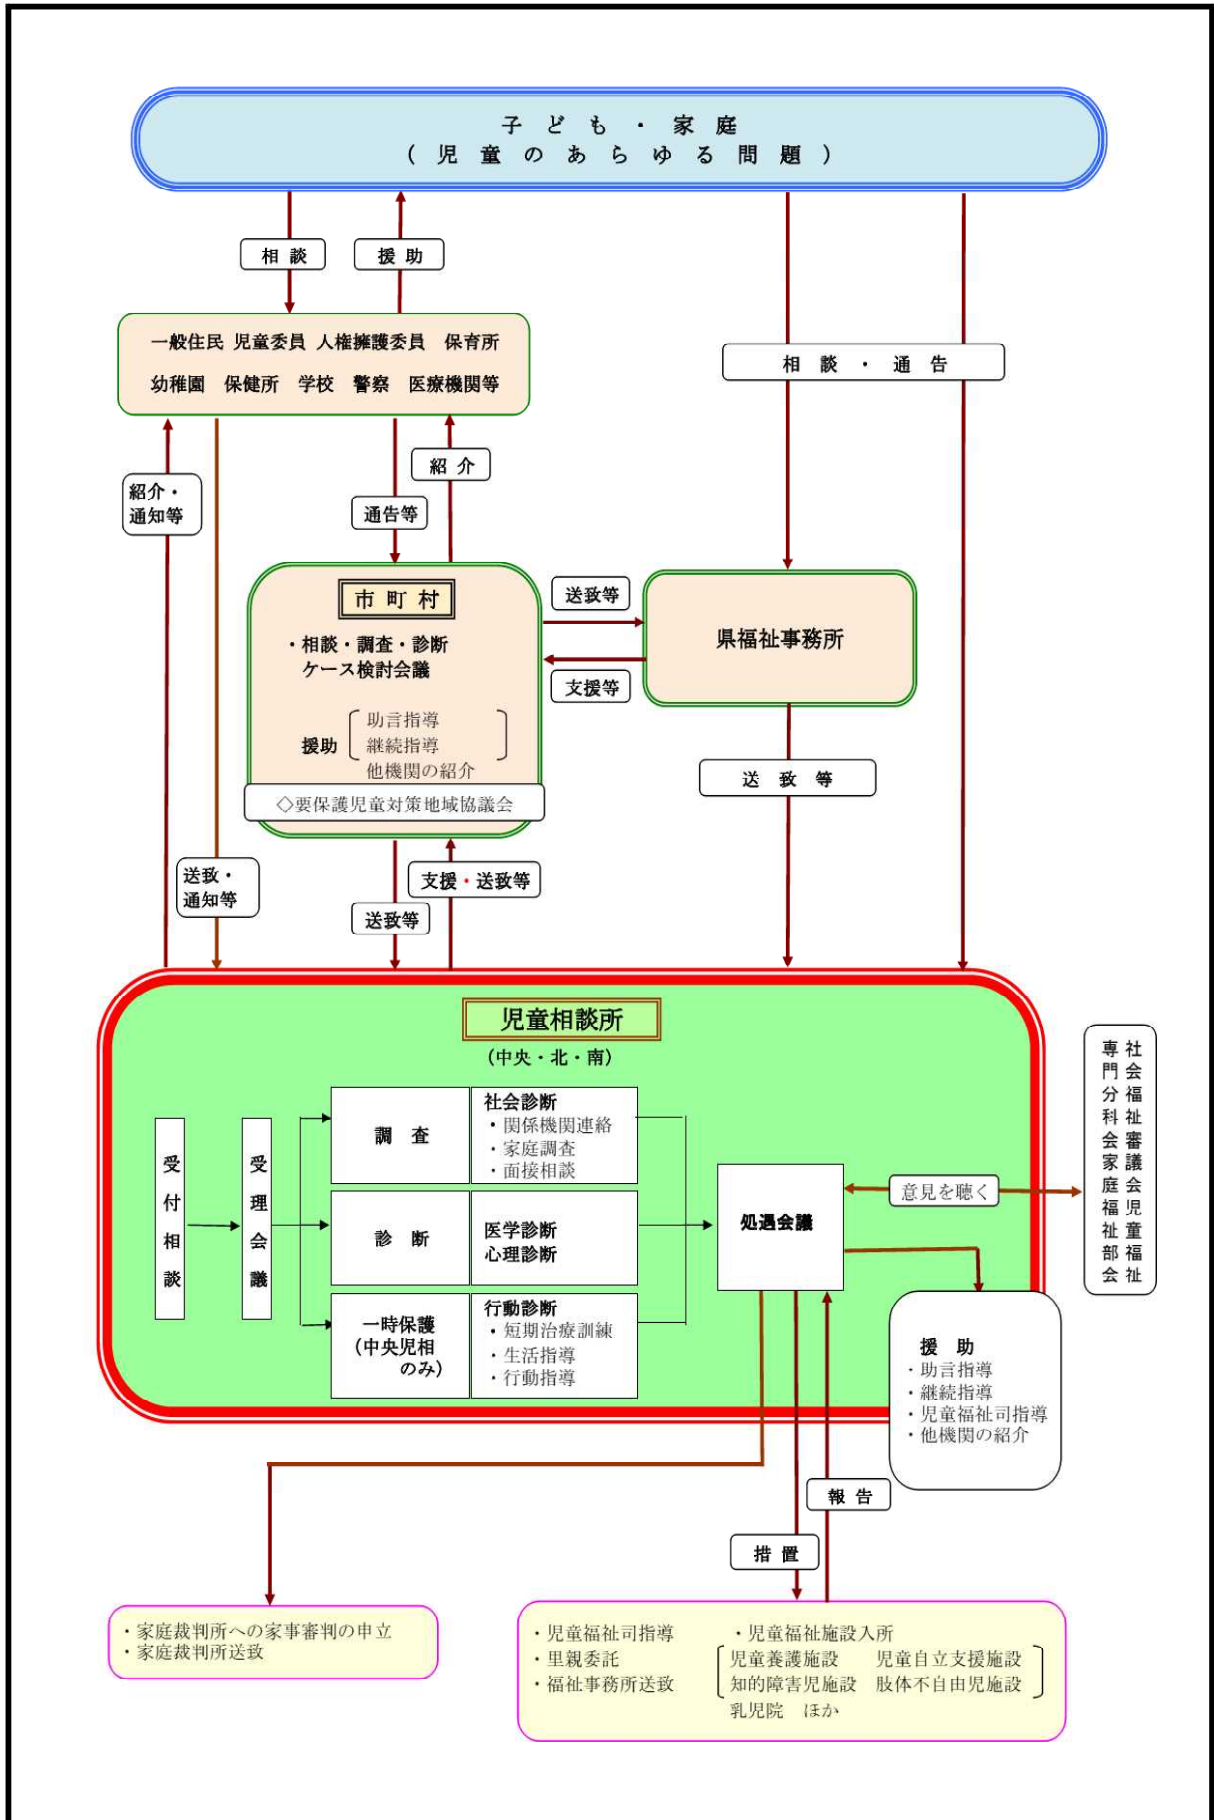 子ども・家庭
(児童のあらゆる問題)
相談
援助
一般住民 児童委員 人権擁護委員 保育所
幼稚園 保健所 学校 警察 医療機関等
相談・通告
紹介
紹介・
通知等
通告等
市町村
・相談・調査・診断
ケース検討会議
援助
助言指導
継続指導
他機関の紹介
◇要保護児童対策地域協議会
送致等
支援等
県福祉事務所
送致等
送致・
通知等
支援・送致等
送致等
児童相談所
(中央・北・南)
受付相談
受理会議
調査
社会診断
・関係機関連絡
・家庭調査
・面接相談
診断
医学診断
心理診断
一時保護
(中央児相
のみ)
行動診断
・短期治療訓練
・生活指導
・行動指導
処遇会議
意見を聴く
社会福祉審議会児童福祉
専門分科会家庭福祉部会
援助
・助言指導
・継続指導
・児童福祉司指導
・他機関の紹介
報告
措置
・家庭裁判所への家事審判の申立
・家庭裁判所送致
・児童福祉司指導 ・児童福祉施設入所
・里親委託 児童養護施設 児童自立支援施設
・福祉事務所送致 知的障害児施設 肢体不自由児施設
乳児院 ほか